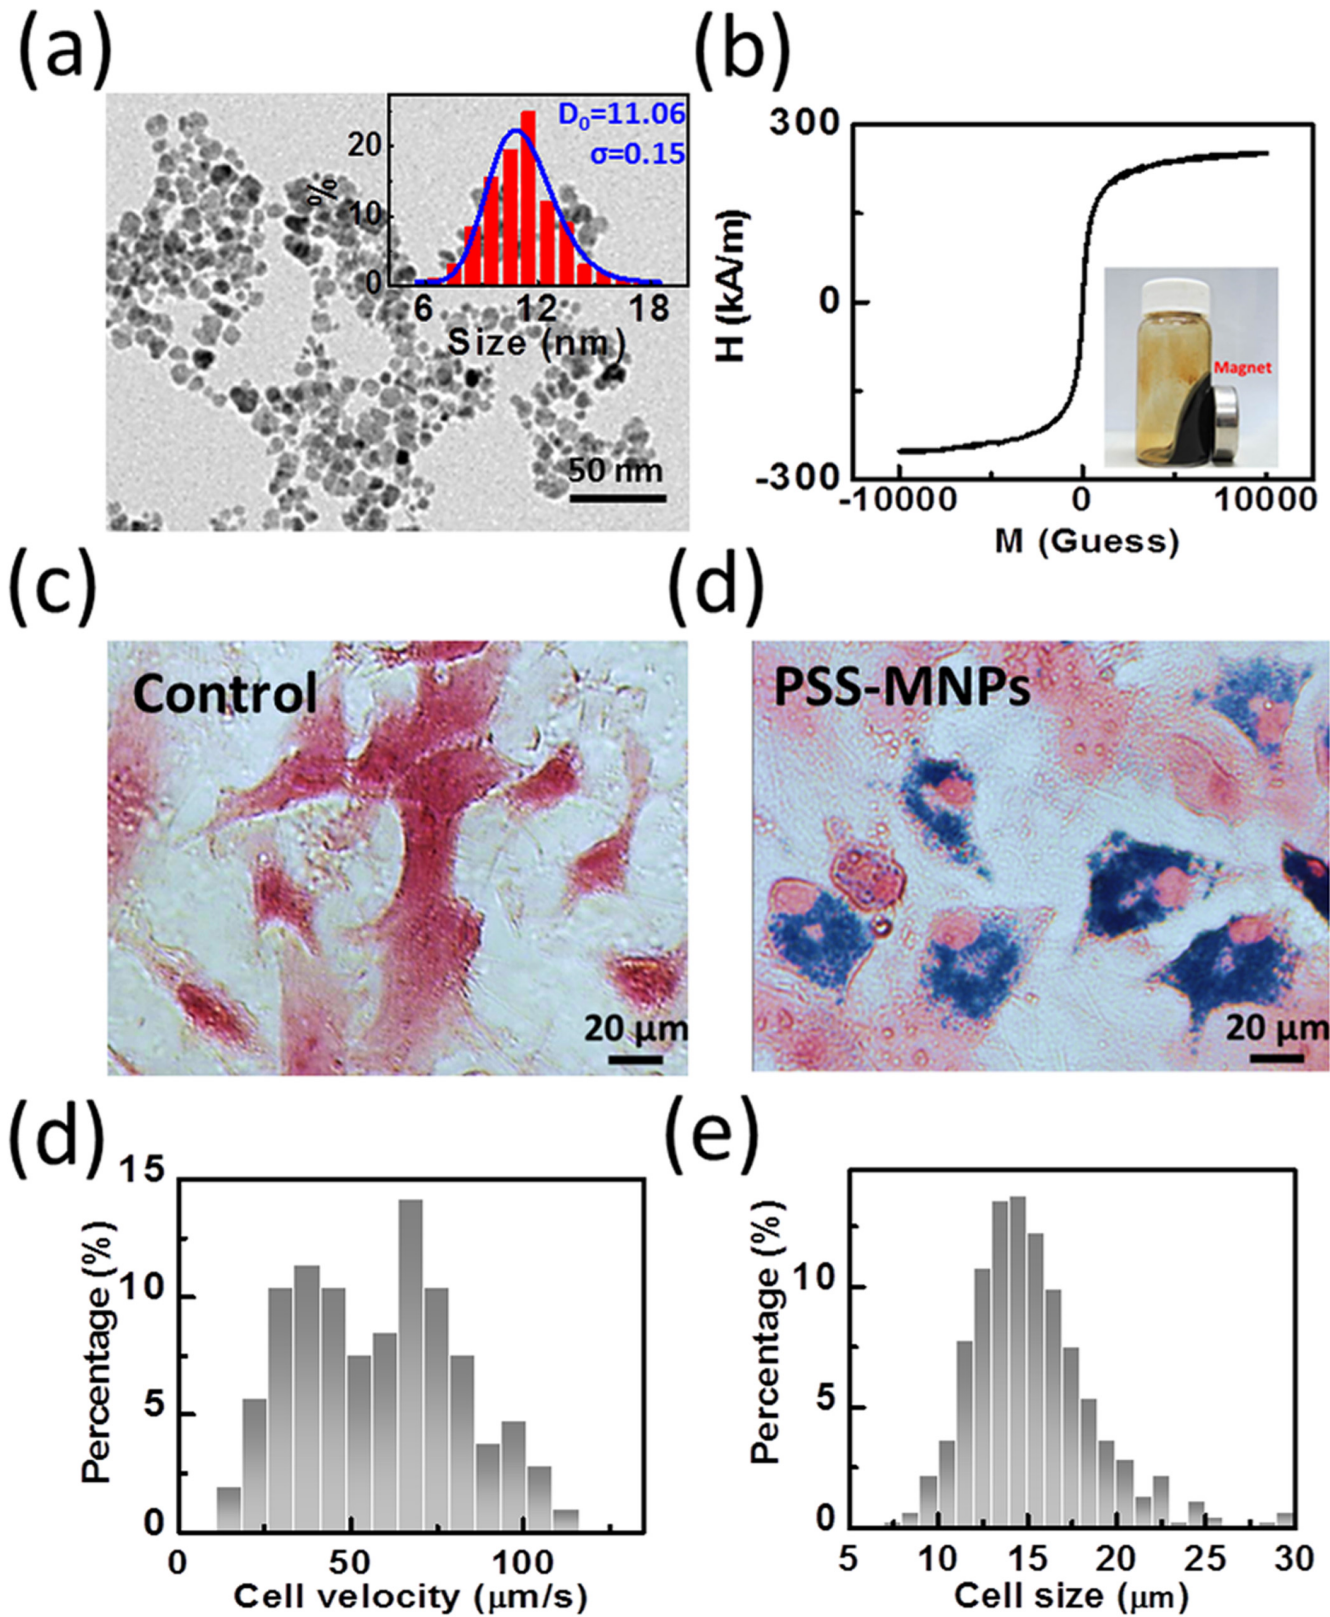 (a)
D₀=11.06
σ=0.15
%
20
10
0
6 12 18
Size (nm)
50 nm
(b)
300
0
-300
H (kA/m)
-10000 0 10000
M (Guess)
Magnet
(c)
Control
20 μm
(d)
PSS-MNPs
20 μm
(d)
15
10
5
0
Percentage (%)
0 50 100
Cell velocity (μm/s)
(e)
10
5
0
Percentage (%)
5 10 15 20 25 30
Cell size (μm)